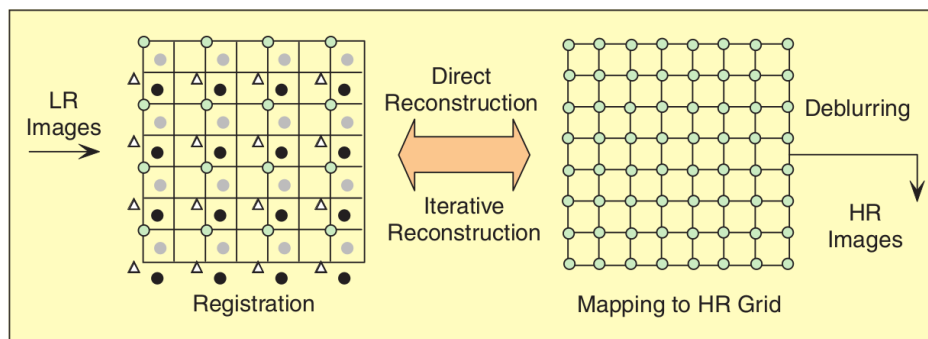 LR
Images
Registration
Direct
Reconstruction
Iterative
Reconstruction
Mapping to HR Grid
Deblurring
HR
Images